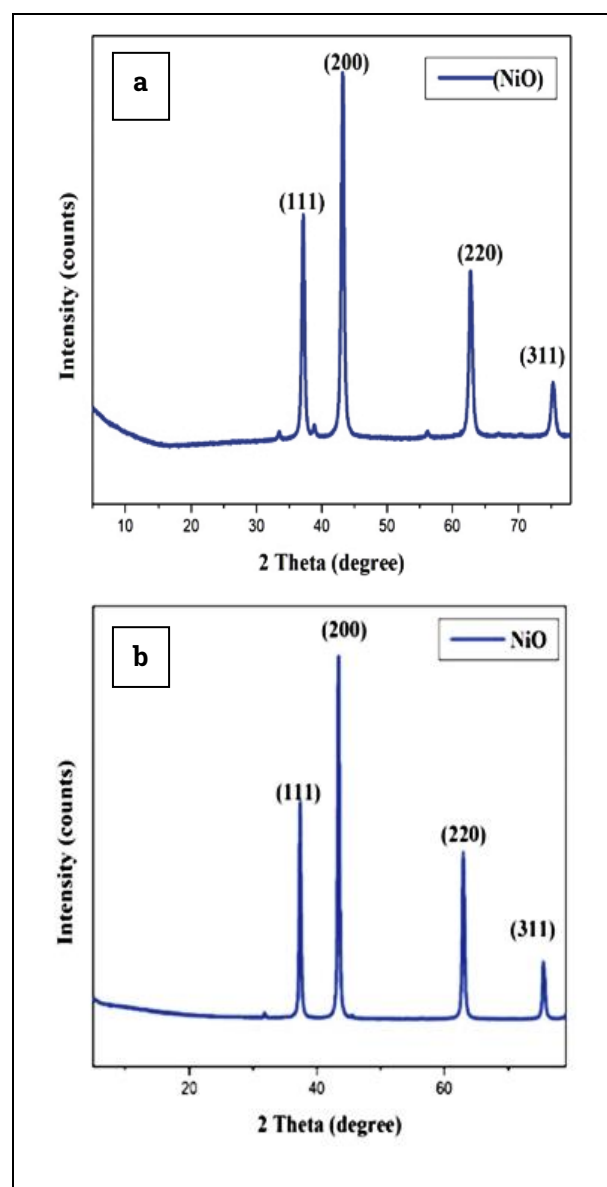 a
(200)
(NiO)
(111)
(220)
(311)
Intensity (counts)
10 20 30 40 50 60 70
2 Theta (degree)
b
(200)
NiO
(111)
(220)
(311)
Intensity (counts)
20 40 60
2 Theta (degree)